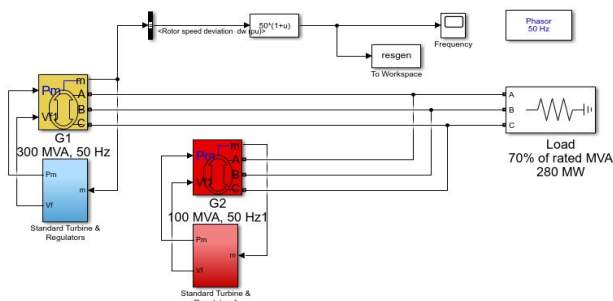 <Rotor speed deviation dw (pu)>
50*(1+u)
Frequency
Phasor
50 Hz
resgen
To Workspace
Pm
m
A
Vf1
B
C
G1
300 MVA, 50 Hz
Pm
m
Vf
Standard Turbine &
Regulators
Pm
m
A
Vf1
B
C
G2
100 MVA, 50 Hz1
Pm
m
Vf
Standard Turbine &
A
B
C
Load
70% of rated MVA
280 MW